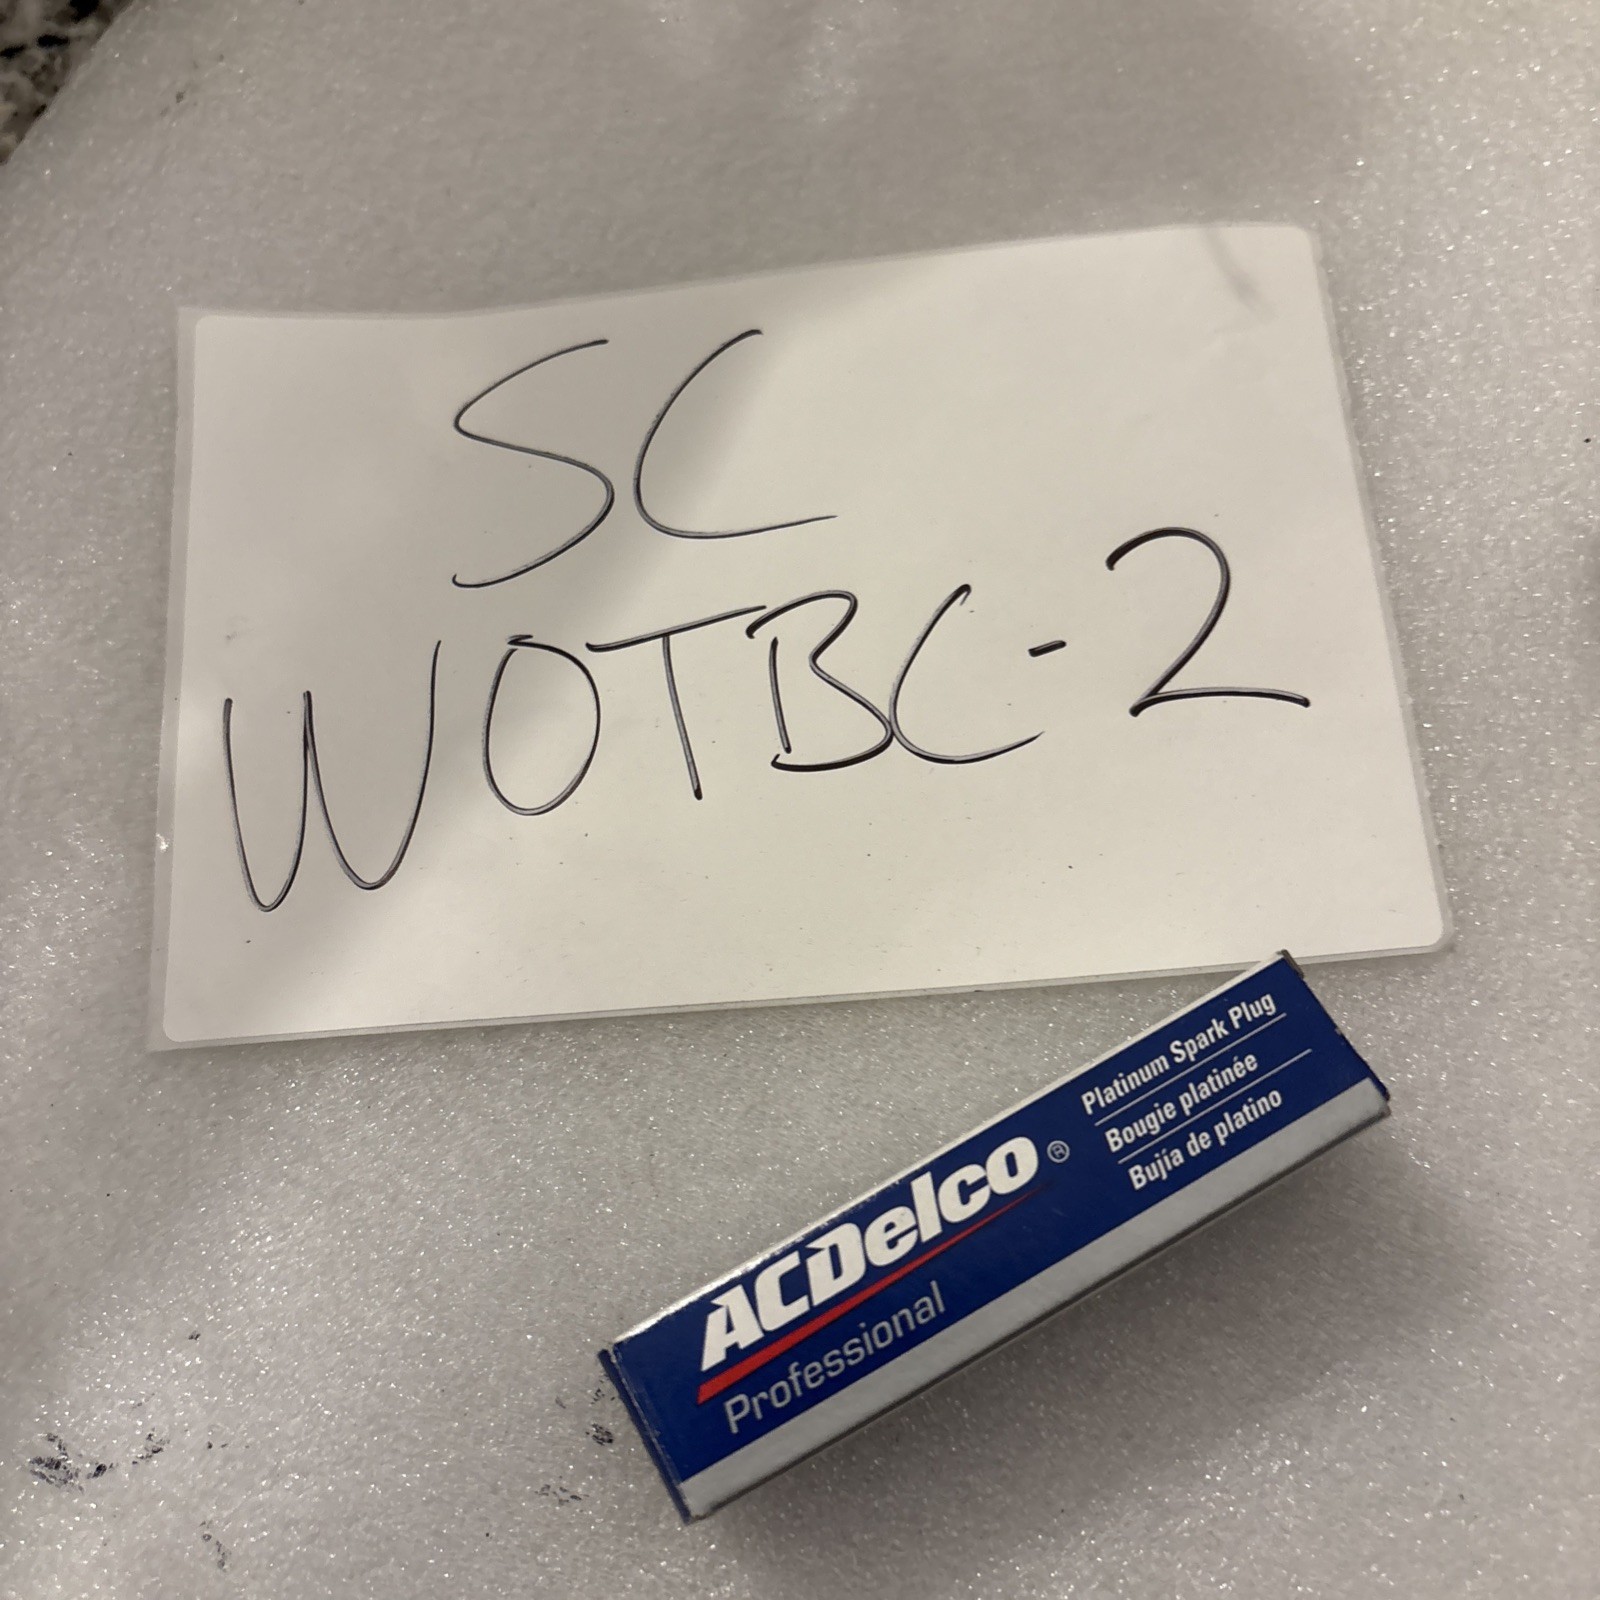 SC
WOTBC-2
ACDelco®
Professional
Platinum Spark Plug
Bougie platinée
Bujía de platino